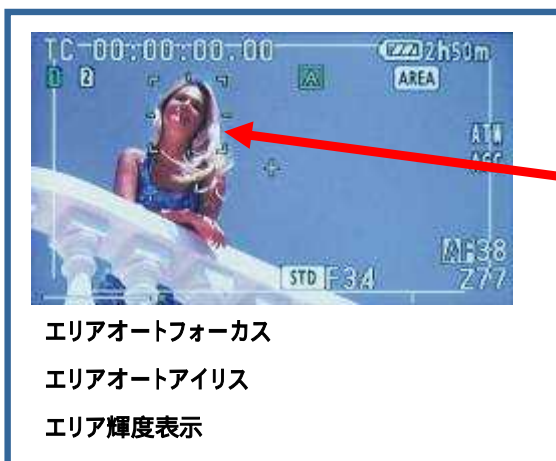 TC 00:00:00.00 2h50m
1 2 A AREA
ATW
AGC
AF38
STD F3.4 Z77
エリアオートフォーカス
エリアオートアイリス
エリア輝度表示